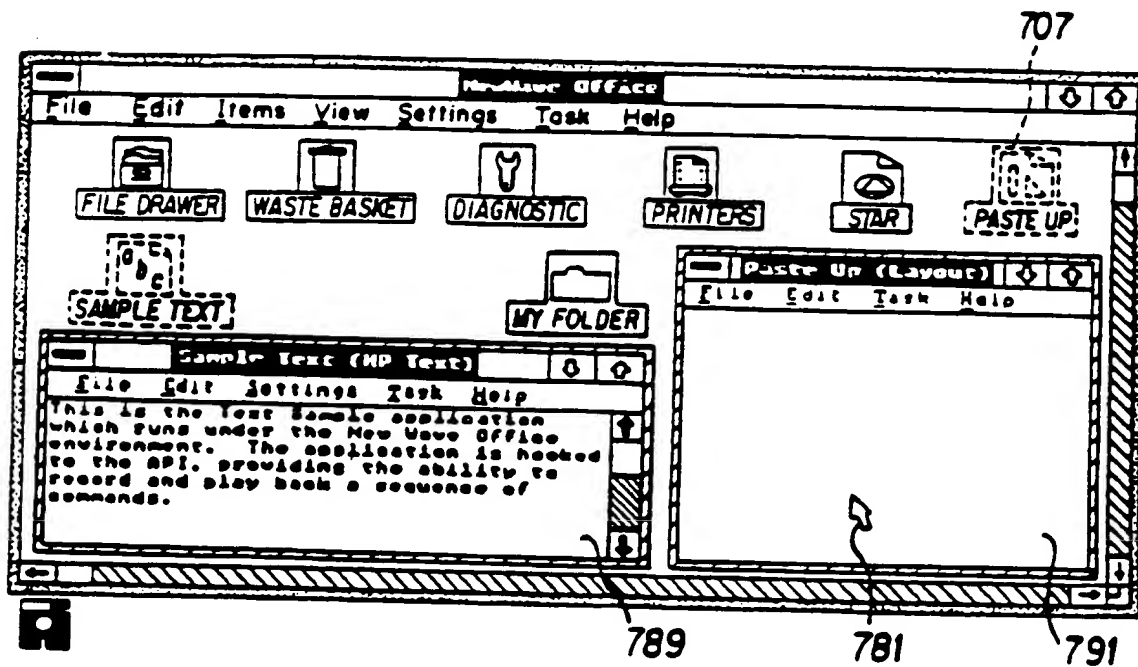 707
NewWave Office
File Edit Items View Settings Task Help
FILE DRAWER WASTE BASKET DIAGNOSTIC PRINTERS STAR PASTE UP
abc
SAMPLE TEXT MY FOLDER
Paste Up (Layout)
File Edit Task Help
Sample Text (HP Text)
File Edit Settings Task Help
This is the Text Sample application
which runs under the New Wave Office
environment. The application is hooked
to the API, providing the ability to
record and play back a sequence of
commands.
789 781 791